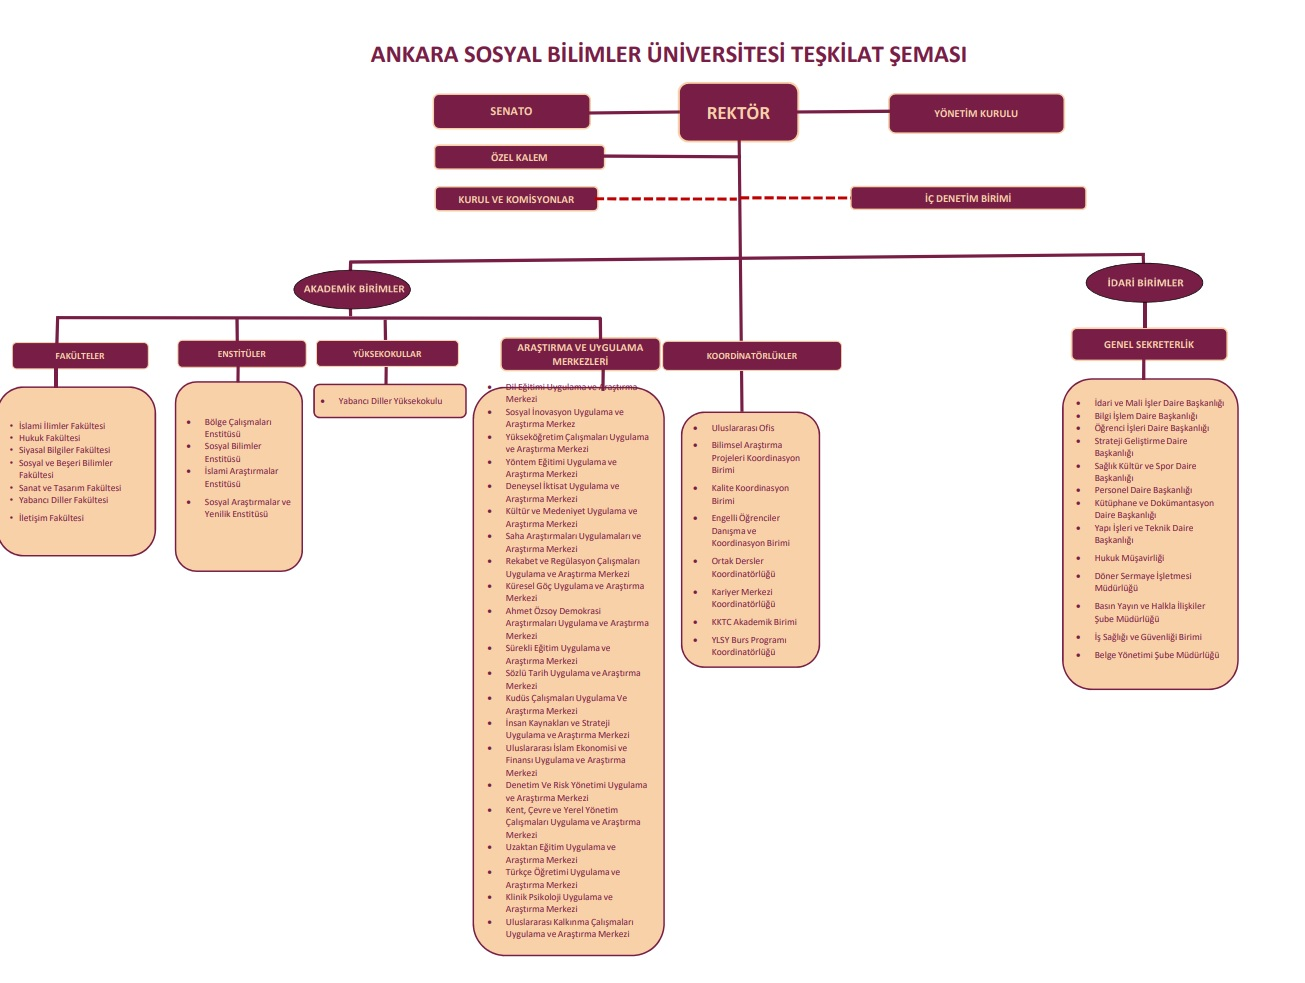 ANKARA SOSYAL BİLİMLER ÜNİVERSİTESİ TEŞKİLAT ŞEMASI
SENATO
REKTÖR
YÖNETİM KURULU
ÖZEL KALEM
KURUL VE KOMİSYONLAR
İÇ DENETİM BİRİMİ
AKADEMİK BİRİMLER
İDARİ BİRİMLER
FAKÜLTELER
• İslami İlimler Fakültesi
• Hukuk Fakültesi
• Siyasal Bilgiler Fakültesi
• Sosyal ve Beşeri Bilimler
Fakültesi
• Sanat ve Tasarım Fakültesi
• Yabancı Diller Fakültesi
• İletişim Fakültesi
ENSTİTÜLER
• Bölge Çalışmaları
Enstitüsü
• Sosyal Bilimler
Enstitüsü
• İslami Araştırmalar
Enstitüsü
• Sosyal Araştırmalar ve
Yenilik Enstitüsü
YÜKSEKOKULLAR
• Yabancı Diller Yüksekokulu
ARAŞTIRMA VE UYGULAMA
MERKEZLERİ
• Dil Eğitimi Uygulama ve Araştırma
Merkezi
• Sosyal İnovasyon Uygulama ve
Araştırma Merkez
• Yükseköğretim Çalışmaları Uygulama
ve Araştırma Merkezi
• Yöntem Eğitimi Uygulama ve
Araştırma Merkezi
• Deneysel İktisat Uygulama ve
Araştırma Merkezi
• Kültür ve Medeniyet Uygulama ve
Araştırma Merkezi
• Saha Araştırmaları Uygulamaları ve
Araştırma Merkezi
• Rekabet ve Regülasyon Çalışmaları
Uygulama ve Araştırma Merkezi
• Küresel Göç Uygulama ve Araştırma
Merkezi
• Ahmet Özsoy Demokrasi
Araştırmaları Uygulama ve Araştırma
Merkezi
• Sürekli Eğitim Uygulama ve
Araştırma Merkezi
• Sözlü Tarih Uygulama ve Araştırma
Merkezi
• Kudüs Çalışmaları Uygulama Ve
Araştırma Merkezi
• İnsan Kaynakları ve Strateji
Uygulama ve Araştırma Merkezi
• Uluslararası İslam Ekonomisi ve
Finansı Uygulama ve Araştırma
Merkezi
• Denetim Ve Risk Yönetimi Uygulama
ve Araştırma Merkezi
• Kent, Çevre ve Yerel Yönetim
Çalışmaları Uygulama ve Araştırma
Merkezi
• Uzaktan Eğitim Uygulama ve
Araştırma Merkezi
• Türkçe Öğretimi Uygulama ve
Araştırma Merkezi
• Klinik Psikoloji Uygulama ve
Araştırma Merkezi
• Uluslararası Kalkınma Çalışmaları
Uygulama ve Araştırma Merkezi
KOORDİNATÖRLÜKLER
• Uluslararası Ofis
• Bilimsel Araştırma
Projeleri Koordinasyon
Birimi
• Kalite Koordinasyon
Birimi
• Engelli Öğrenciler
Danışma ve
Koordinasyon Birimi
• Ortak Dersler
Koordinatörlüğü
• Kariyer Merkezi
Koordinatörlüğü
• KKTC Akademik Birimi
• YLSY Burs Programı
Koordinatörlüğü
GENEL SEKRETERLİK
• İdari ve Mali İşler Daire Başkanlığı
• Bilgi İşlem Daire Başkanlığı
• Öğrenci İşleri Daire Başkanlığı
• Strateji Geliştirme Daire
Başkanlığı
• Sağlık Kültür ve Spor Daire
Başkanlığı
• Personel Daire Başkanlığı
• Kütüphane ve Dokümantasyon
Daire Başkanlığı
• Yapı İşleri ve Teknik Daire
Başkanlığı
• Hukuk Müşavirliği
• Döner Sermaye İşletmesi
Müdürlüğü
• Basın Yayın ve Halkla İlişkiler
Şube Müdürlüğü
• İş Sağlığı ve Güvenliği Birimi
• Belge Yönetimi Şube Müdürlüğü